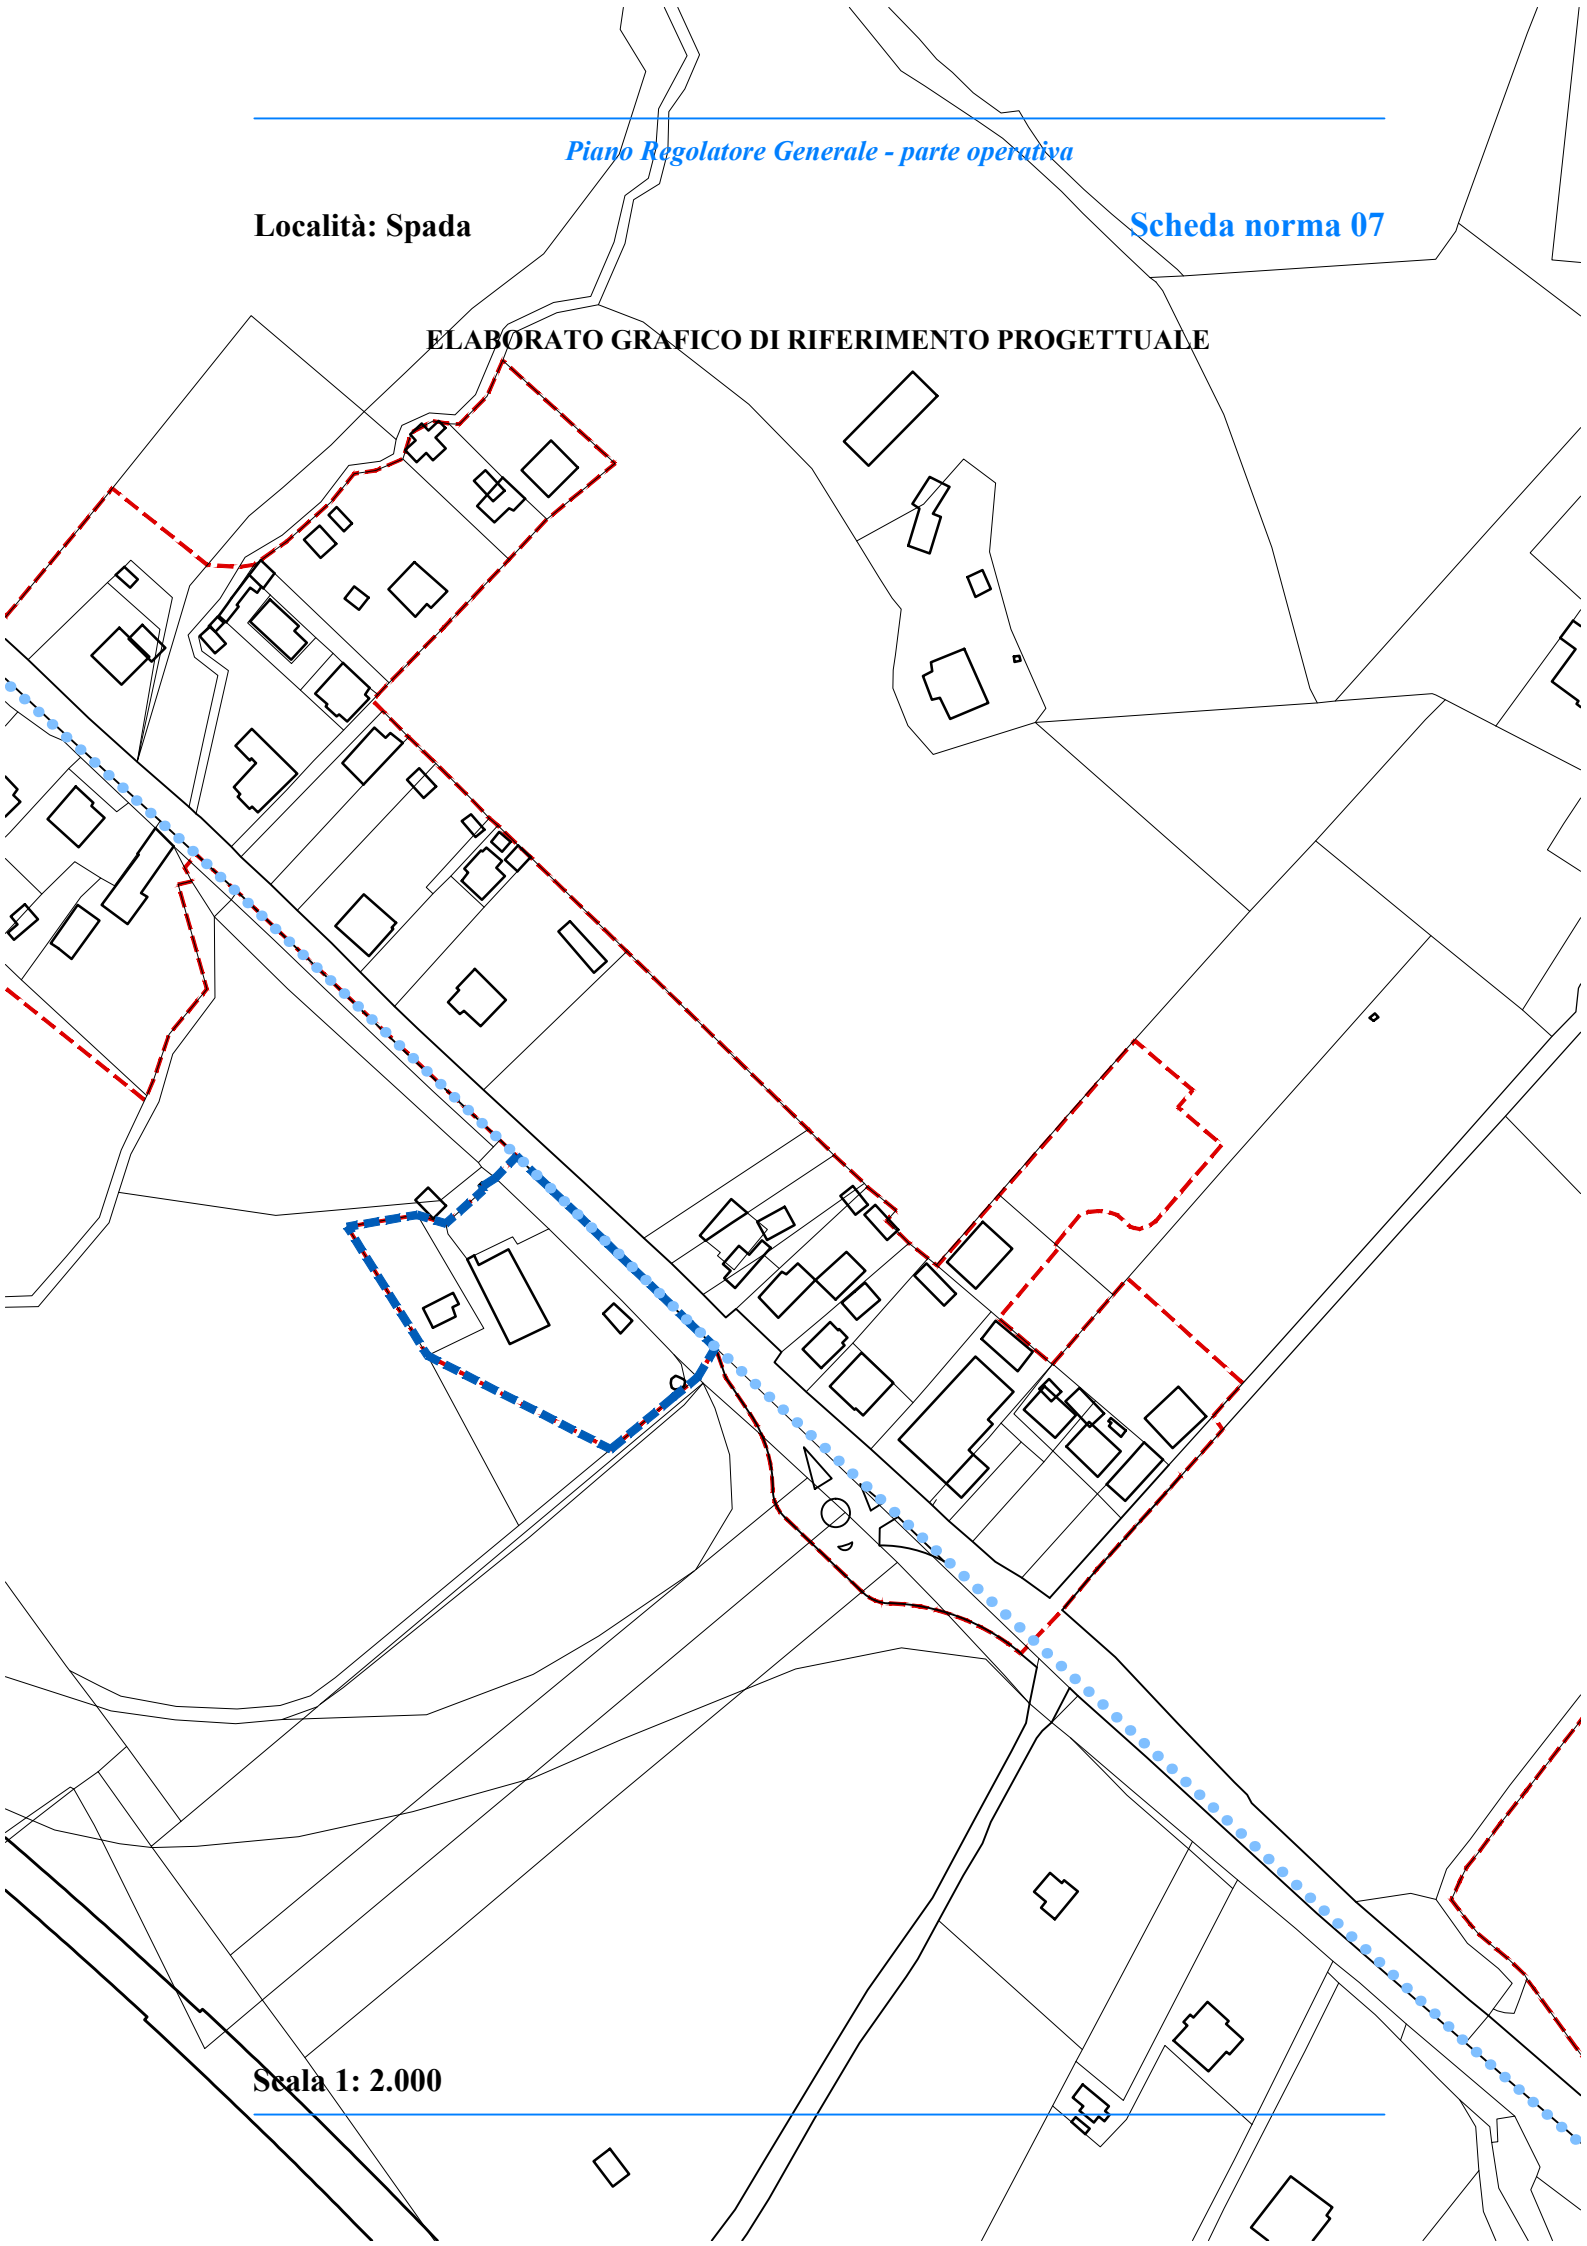 Piano Regolatore Generale - parte operativa
Località: Spada
Scheda norma 07
ELABORATO GRAFICO DI RIFERIMENTO PROGETTUALE
Scala 1: 2.000